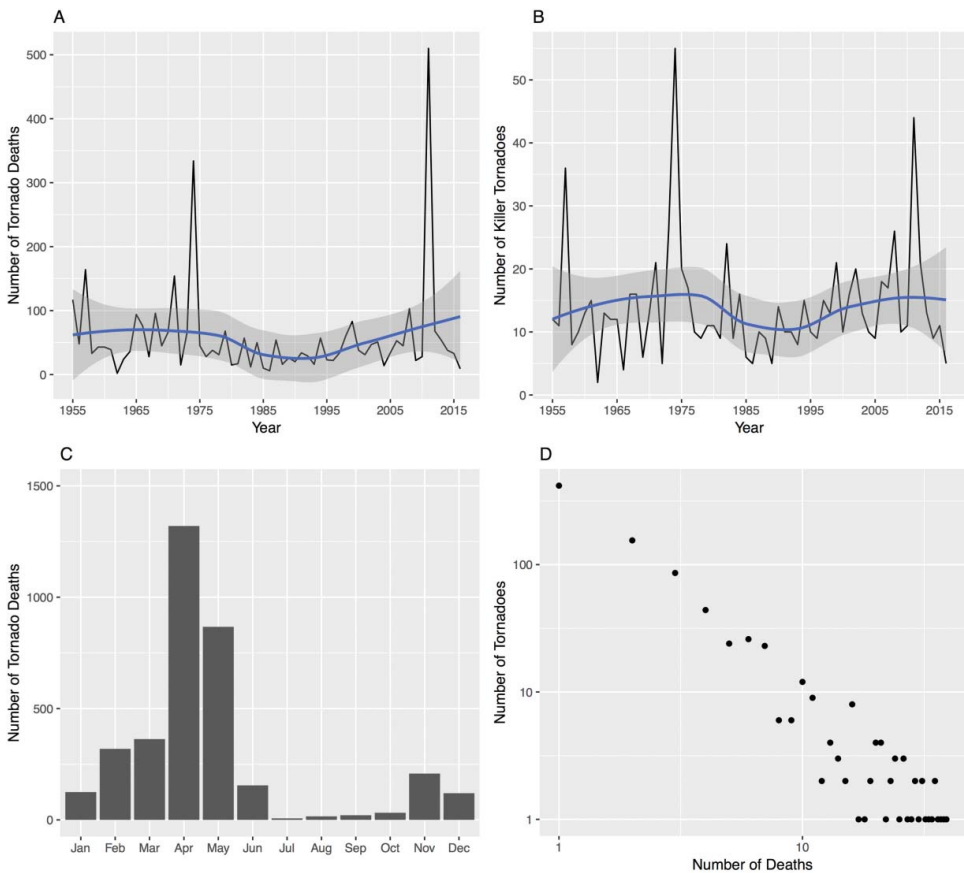 A
Number of Tornado Deaths
500
400
300
200
100
0
1955 1965 1975 1985 1995 2005 2015
Year
B
Number of Killer Tornadoes
50
40
30
20
10
0
1955 1965 1975 1985 1995 2005 2015
Year
C
Number of Tornado Deaths
1500
1000
500
0
Jan Feb Mar Apr May Jun Jul Aug Sep Oct Nov Dec
D
Number of Tornadoes
100
10
1
1 10
Number of Deaths